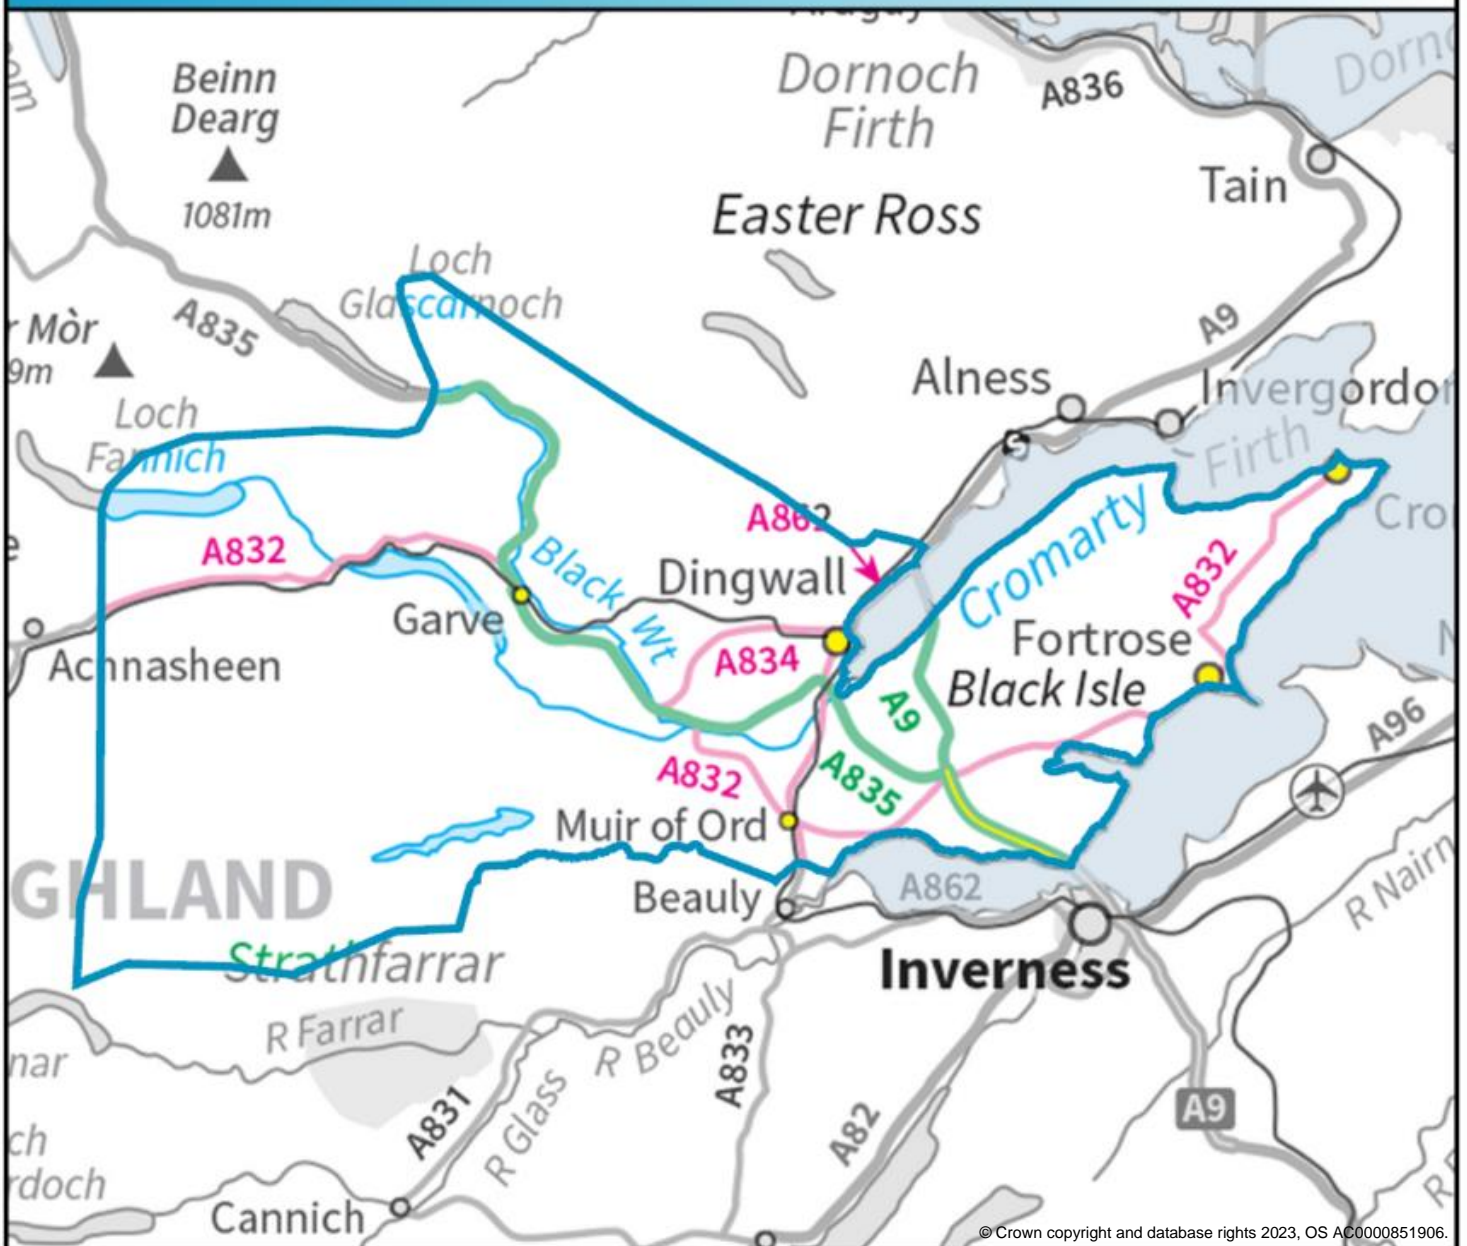 A836
Dornoch
Firth
Beinn
Dearg
1081m
Tain
Easter Ross
Loch
Glascarnoch
A835
r Mòr
9m
A9
Alness
Invergordon
Loch
Fannich
Firth
Cromarty
A862
A832
Black Wt
Dingwall
Garve
Achnasheen
A834
A832
Fortrose
Black Isle
A9
A835
A96
A832
Muir of Ord
GHLAND
Beauly
A862
R Nairn
Strathfarrar
Inverness
R Farrar
R Beauly
nar
A833
A831
R Glass
A82
A9
ch
rdoch
Cannich
© Crown copyright and database rights 2023, OS AC0000851906.